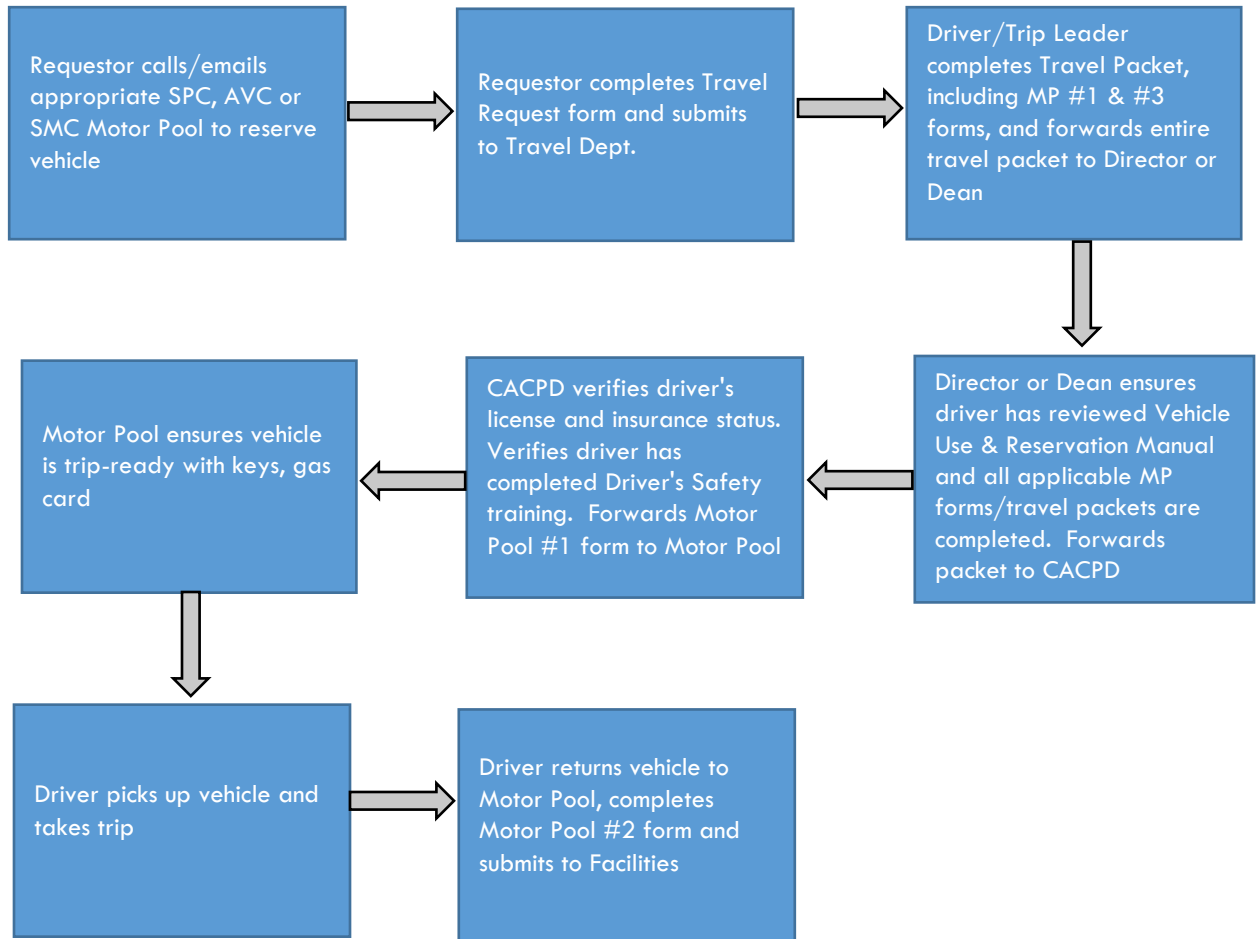 Requestor calls/emails
appropriate SPC, AVC or
SMC Motor Pool to reserve
vehicle
Requestor completes Travel
Request form and submits
to Travel Dept.
Driver/Trip Leader
completes Travel Packet,
including MP #1 & #3
forms, and forwards entire
travel packet to Director or
Dean
Director or Dean ensures
driver has reviewed Vehicle
Use & Reservation Manual
and all applicable MP
forms/travel packets are
completed.  Forwards
packet to CACPD
CACPD verifies driver's
license and insurance status.
Verifies driver has
completed Driver's Safety
training.  Forwards Motor
Pool #1 form to Motor Pool
Motor Pool ensures vehicle
is trip-ready with keys, gas
card
Driver picks up vehicle and
takes trip
Driver returns vehicle to
Motor Pool, completes
Motor Pool #2 form and
submits to Facilities